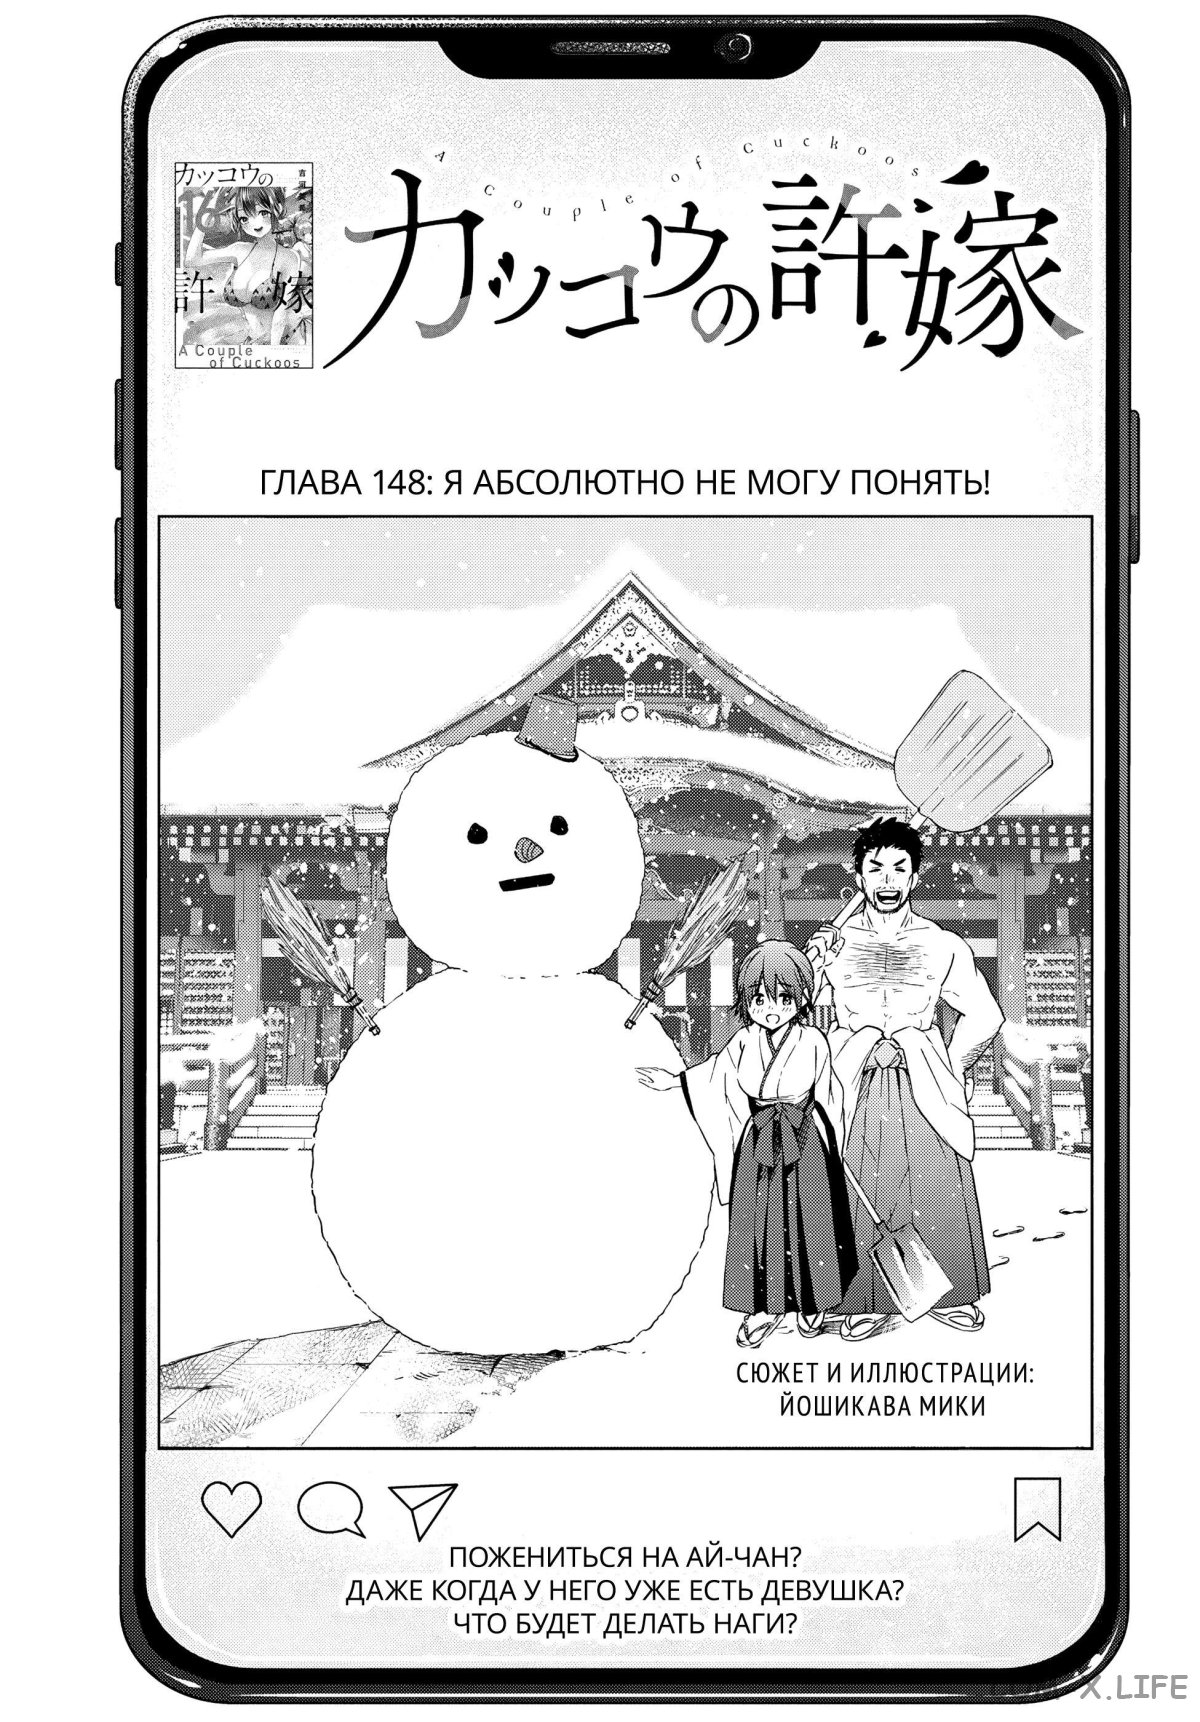 A Couple of Cuckoos
カッコウの許嫁
カッコウの
16
許嫁
A Couple
of Cuckoos
ГЛАВА 148: Я АБСОЛЮТНО НЕ МОГУ ПОНЯТЬ!
СЮЖЕТ И ИЛЛЮСТРАЦИИ:
ЙОШИКАВА МИКИ
ПОЖЕНИТЬСЯ НА АЙ-ЧАН?
ДАЖЕ КОГДА У НЕГО УЖЕ ЕСТЬ ДЕВУШКА?
ЧТО БУДЕТ ДЕЛАТЬ НАГИ?
X.LIFE